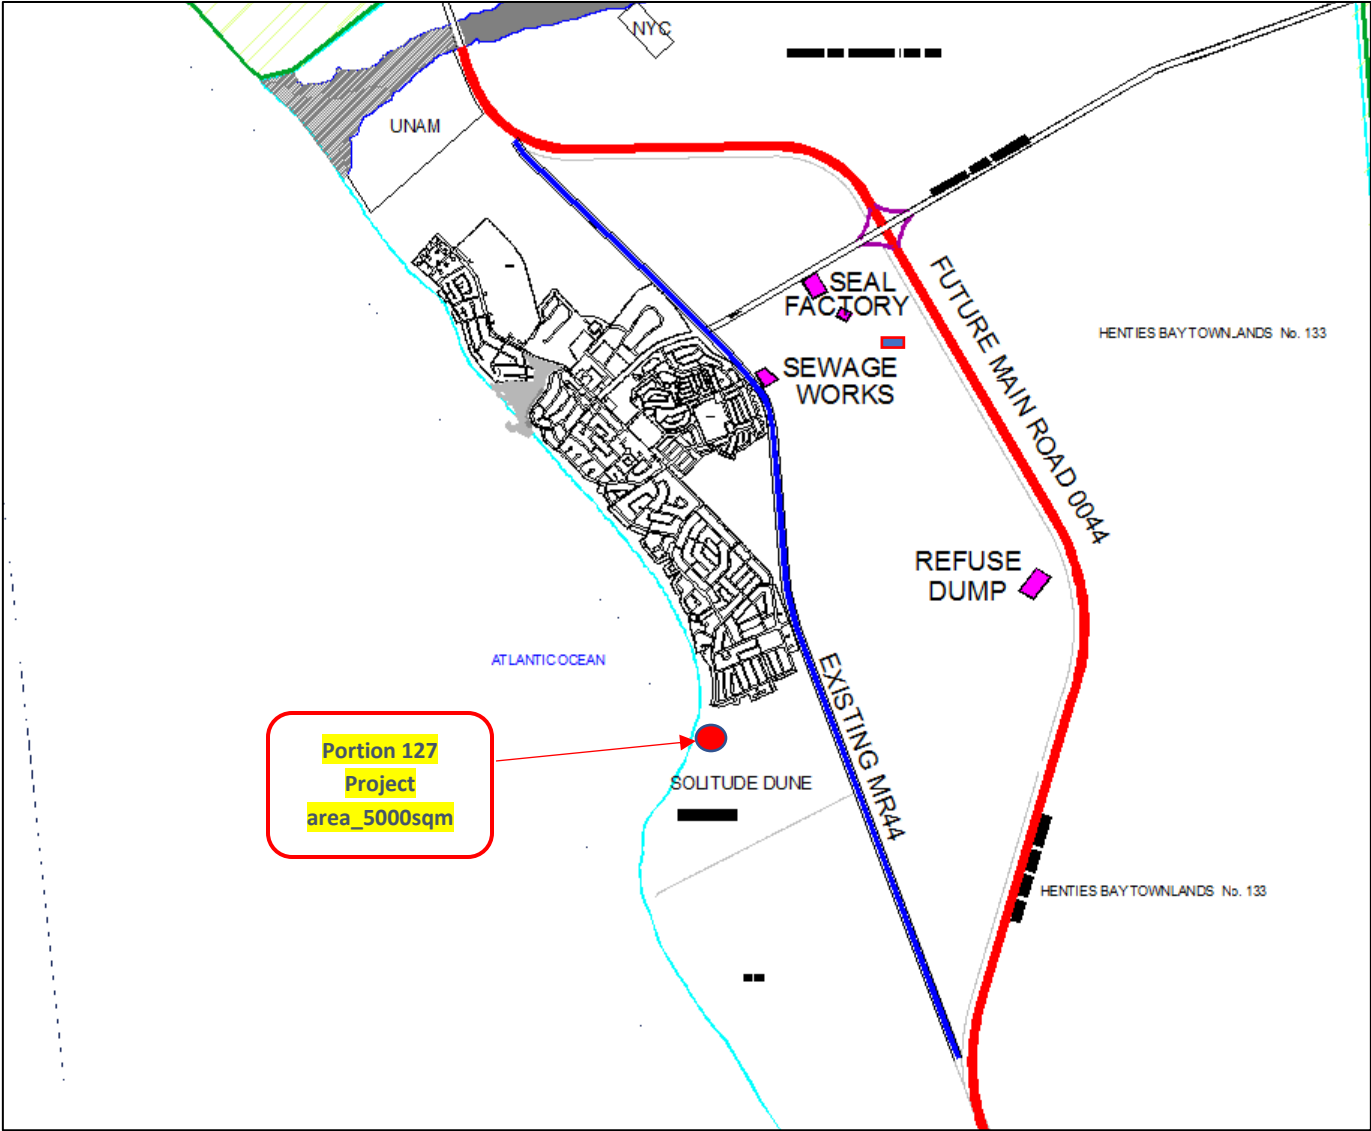 NYC
UNAM
SEAL
FACTORY
FUTURE MAIN ROAD 0044
HENTIES BAY TOWNLANDS No. 133
SEWAGE
WORKS
REFUSE
DUMP
ATLANTIC OCEAN
EXISTING MR44
Portion 127
Project
area_5000sqm
SOLITUDE DUNE
HENTIES BAY TOWNLANDS No. 133